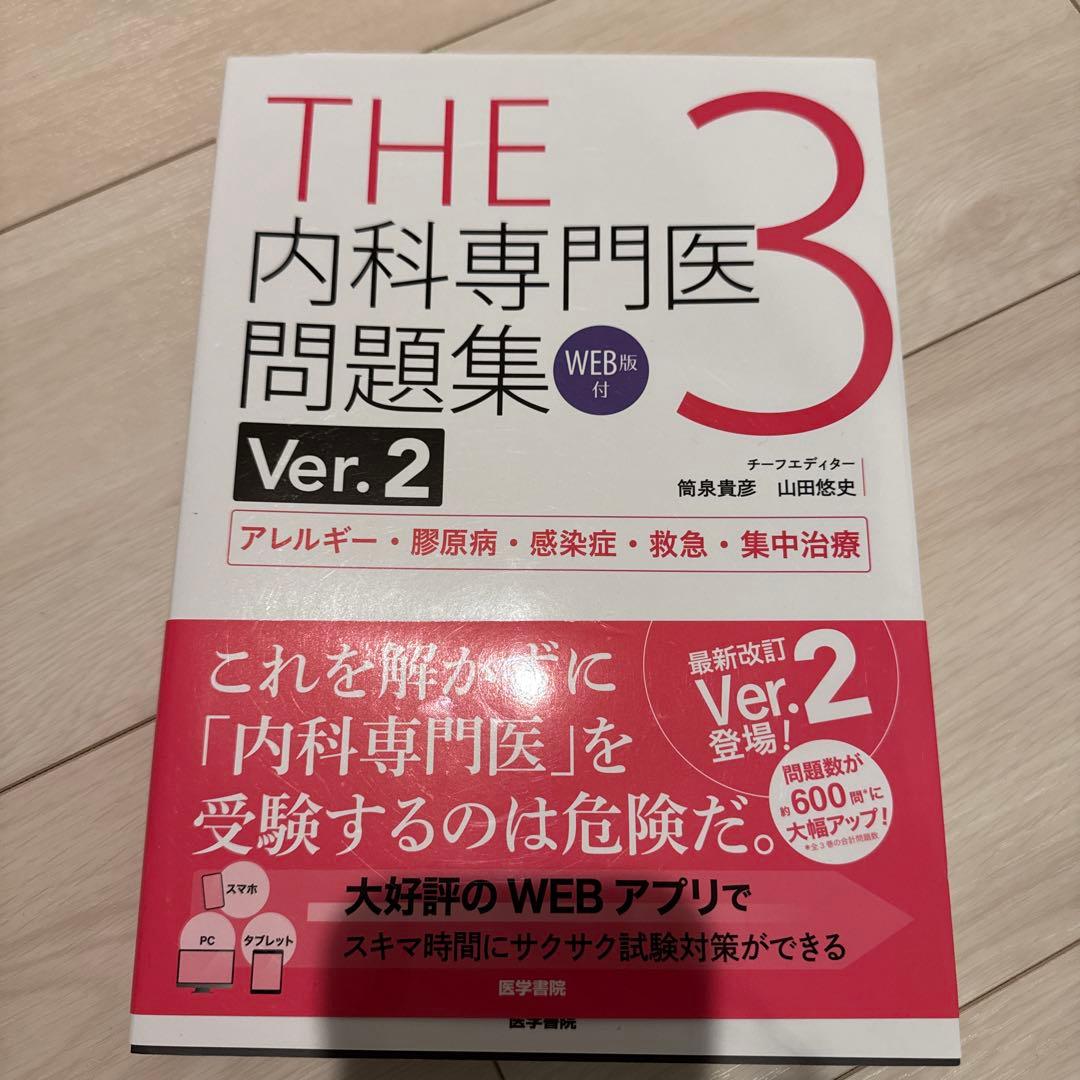 THE
3
内科専門医
問題集
WEB版
付
Ver.2
チーフエディター
筒泉貴彦 山田悠史
アレルギー・膠原病・感染症・救急・集中治療
これを解かずに
「内科専門医」を
受験するのは危険だ。
最新改訂
Ver.2
登場!
問題数が
約600問*に
大幅アップ!
*全3巻の合計問題数
スマホ
PC
タブレット
大好評のWEBアプリで
スキマ時間にサクサク試験対策ができる
医学書院
医学書院